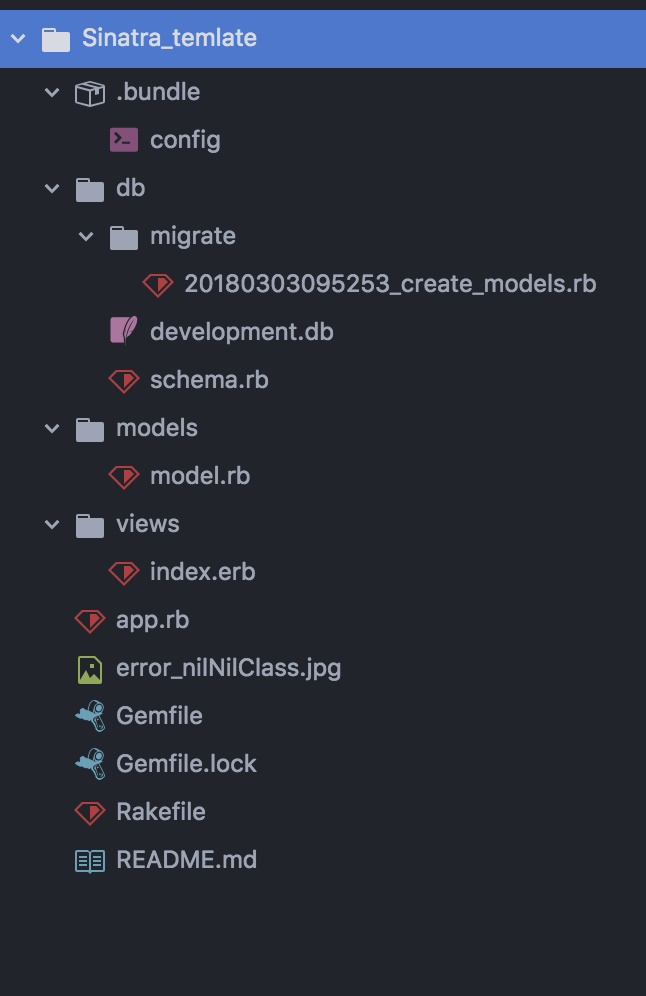 Sinatra_temlate
.bundle
config
db
migrate
20180303095253_create_models.rb
development.db
schema.rb
models
model.rb
views
index.erb
app.rb
error_nilNilClass.jpg
Gemfile
Gemfile.lock
Rakefile
README.md